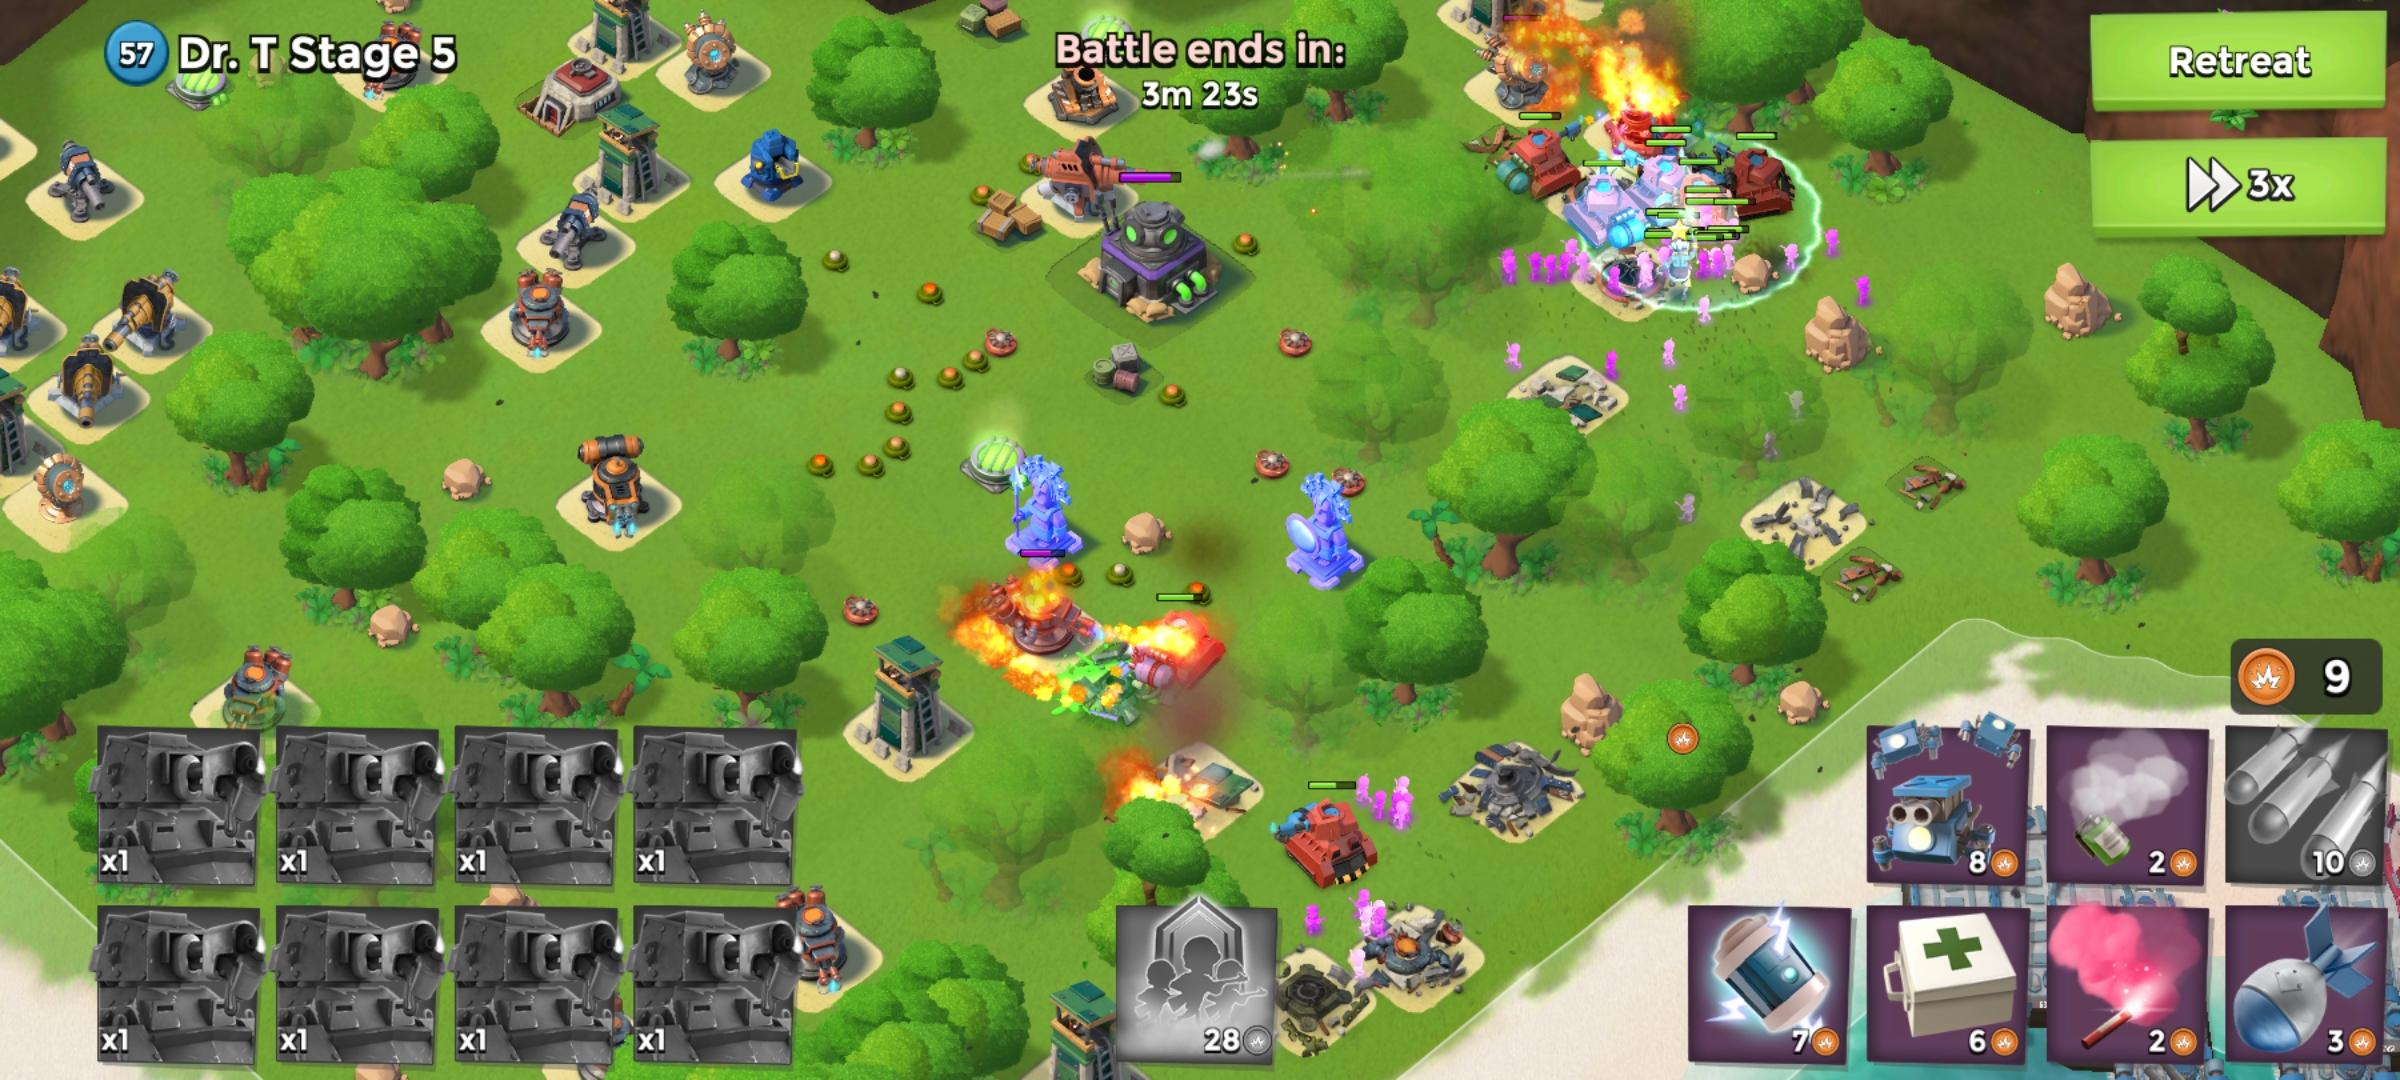 57 Dr. T Stage 5
Battle ends in:
3m 23s
Retreat
3x
9
x1 x1 x1 x1
8 2 10
x1 x1 x1 x1
28 7 6 2 3